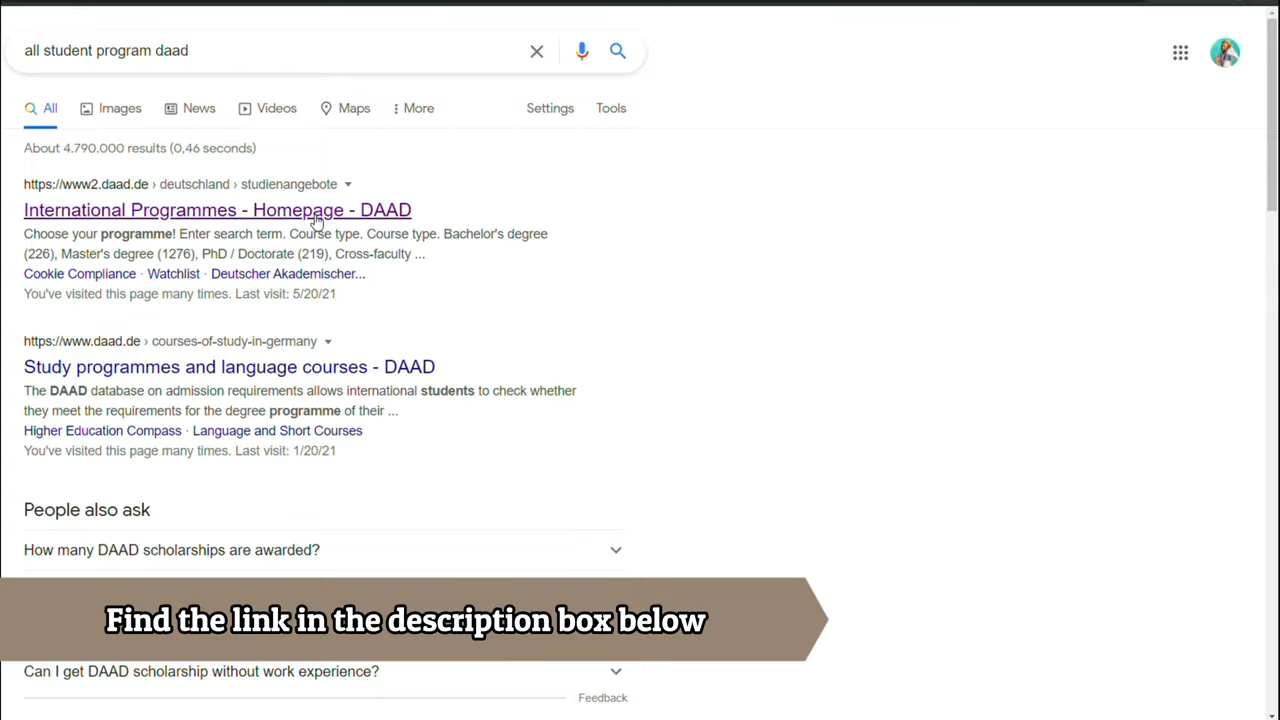 all student program daad
All Images News Videos Maps More Settings Tools
About 4.790.000 results (0,46 seconds)
https://www2.daad.de › deutschland › studienangebote
International Programmes - Homepage - DAAD
Choose your programme! Enter search term. Course type. Course type. Bachelor's degree
(226), Master's degree (1276), PhD / Doctorate (219), Cross-faculty ...
Cookie Compliance · Watchlist · Deutscher Akademischer...
You've visited this page many times. Last visit: 5/20/21
https://www.daad.de › courses-of-study-in-germany
Study programmes and language courses - DAAD
The DAAD database on admission requirements allows international students to check whether
they meet the requirements for the degree programme of their ...
Higher Education Compass · Language and Short Courses
You've visited this page many times. Last visit: 1/20/21
People also ask
How many DAAD scholarships are awarded?
Find the link in the description box below
Can I get DAAD scholarship without work experience?
Feedback